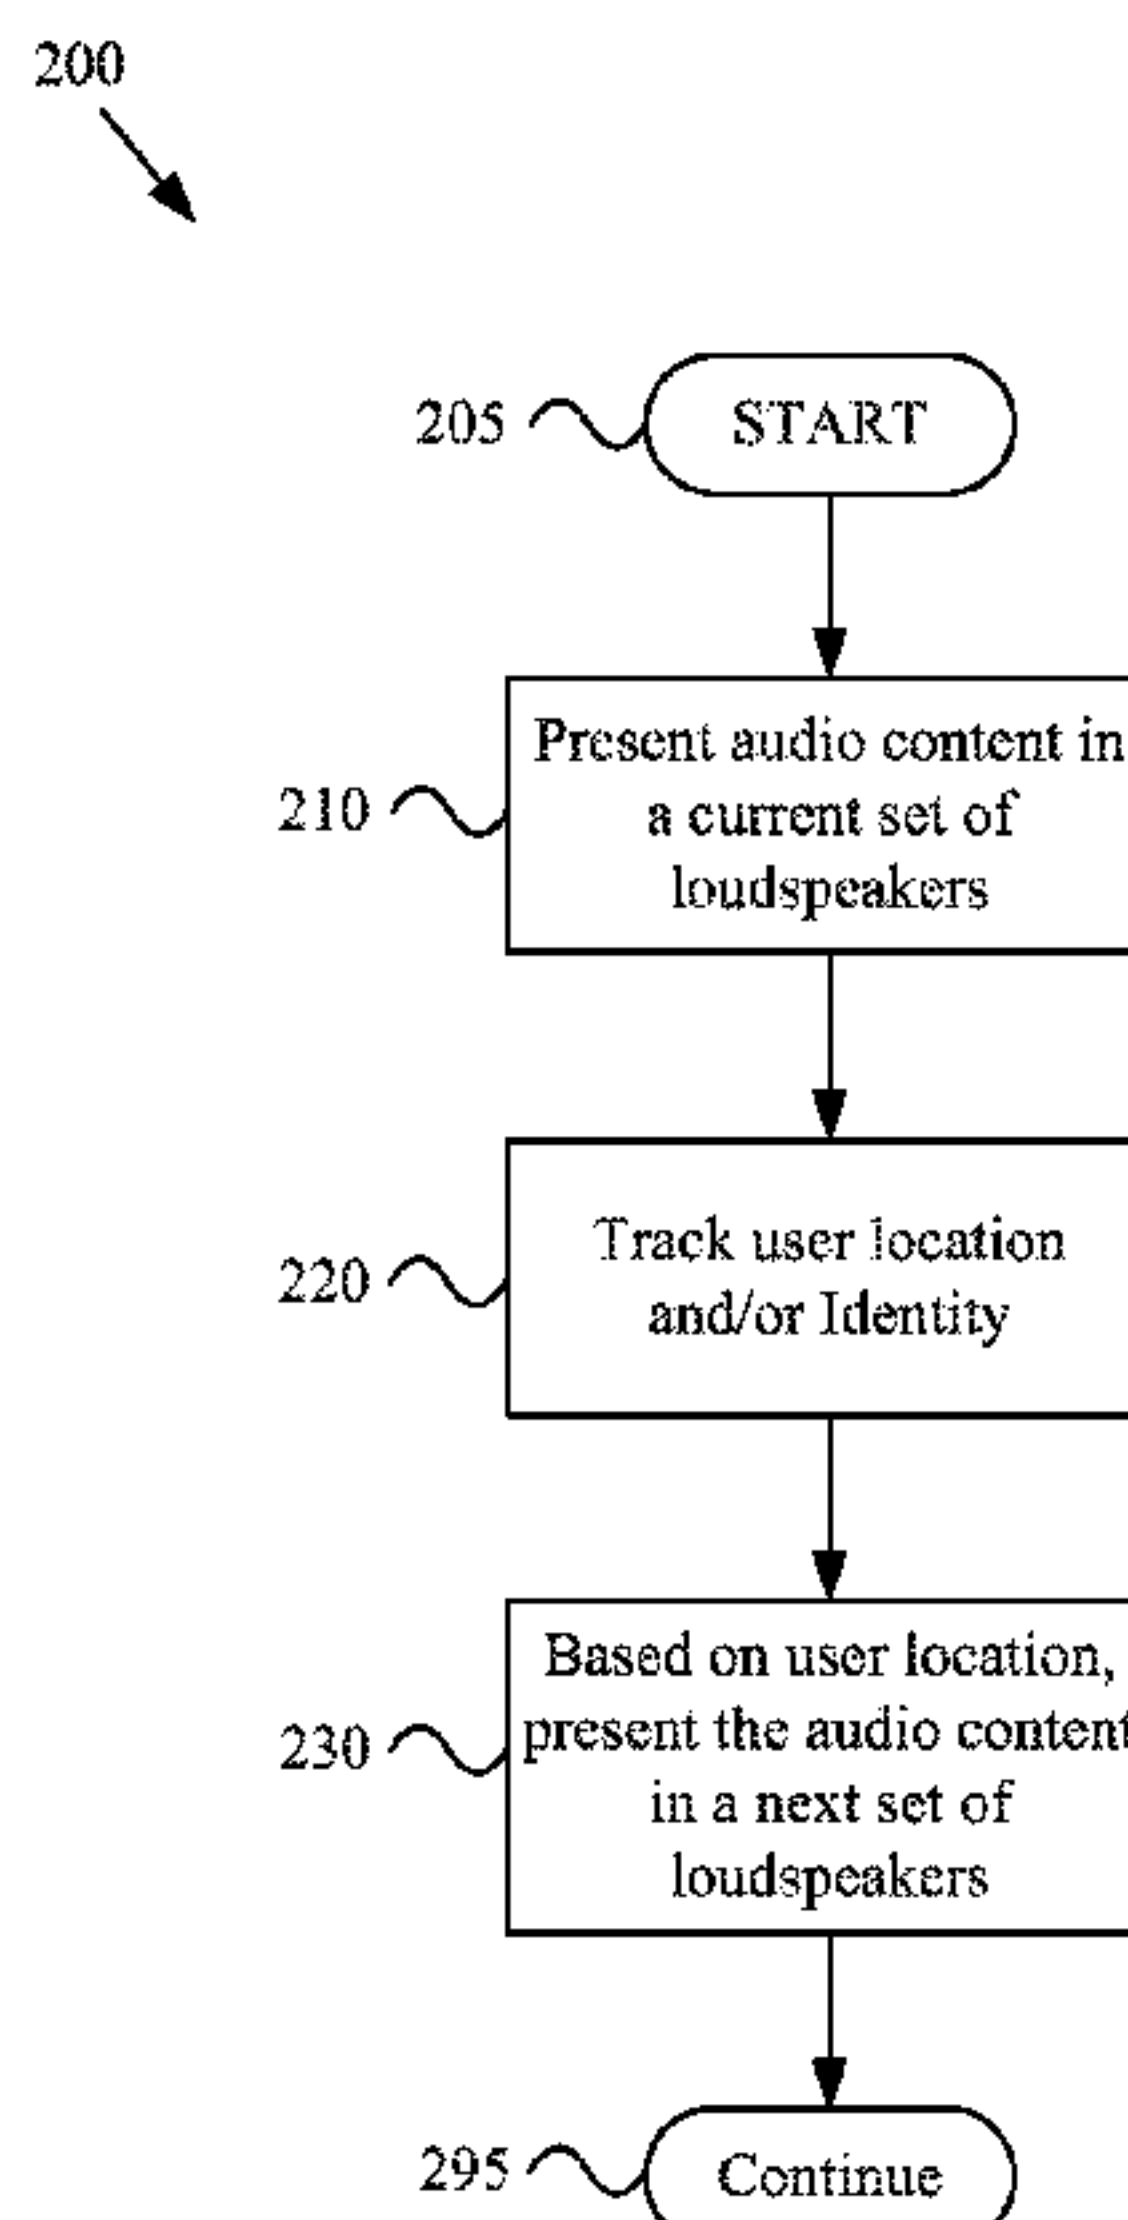 200
205
START
Present audio content in
210
a current set of
loudspeakers
Track user location
220
and/or Identity
Based on user location,
present the audio content
230
in a next set of
loudspeakers
295
Continue